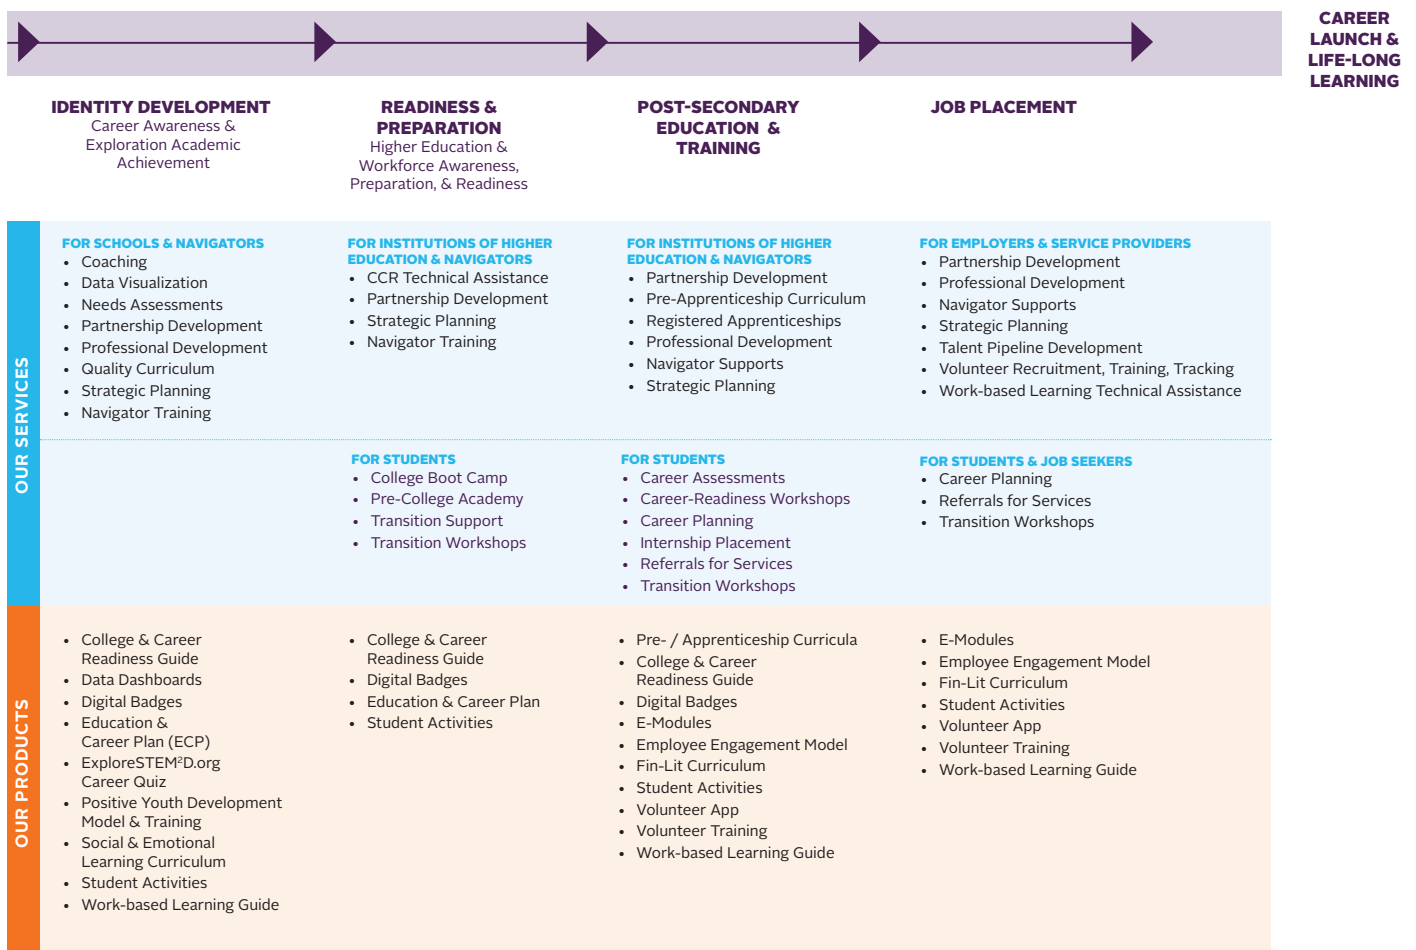 CAREER
LAUNCH &
LIFE-LONG
LEARNING
IDENTITY DEVELOPMENT
Career Awareness &
Exploration Academic
Achievement
READINESS &
PREPARATION
Higher Education &
Workforce Awareness,
Preparation, & Readiness
POST-SECONDARY
EDUCATION &
TRAINING
JOB PLACEMENT
OUR SERVICES
FOR SCHOOLS & NAVIGATORS
• Coaching
• Data Visualization
• Needs Assessments
• Partnership Development
• Professional Development
• Quality Curriculum
• Strategic Planning
• Navigator Training
FOR INSTITUTIONS OF HIGHER
EDUCATION & NAVIGATORS
• CCR Technical Assistance
• Partnership Development
• Strategic Planning
• Navigator Training
FOR INSTITUTIONS OF HIGHER
EDUCATION & NAVIGATORS
• Partnership Development
• Pre-Apprenticeship Curriculum
• Registered Apprenticeships
• Professional Development
• Navigator Supports
• Strategic Planning
FOR EMPLOYERS & SERVICE PROVIDERS
• Partnership Development
• Professional Development
• Navigator Supports
• Strategic Planning
• Talent Pipeline Development
• Volunteer Recruitment, Training, Tracking
• Work-based Learning Technical Assistance
FOR STUDENTS
• College Boot Camp
• Pre-College Academy
• Transition Support
• Transition Workshops
FOR STUDENTS
• Career Assessments
• Career-Readiness Workshops
• Career Planning
• Internship Placement
• Referrals for Services
• Transition Workshops
FOR STUDENTS & JOB SEEKERS
• Career Planning
• Referrals for Services
• Transition Workshops
OUR PRODUCTS
• College & Career
Readiness Guide
• Data Dashboards
• Digital Badges
• Education &
Career Plan (ECP)
• ExploreSTEM²D.org
Career Quiz
• Positive Youth Development
Model & Training
• Social & Emotional
Learning Curriculum
• Student Activities
• Work-based Learning Guide
• College & Career
Readiness Guide
• Digital Badges
• Education & Career Plan
• Student Activities
• Pre- / Apprenticeship Curricula
• College & Career
Readiness Guide
• Digital Badges
• E-Modules
• Employee Engagement Model
• Fin-Lit Curriculum
• Student Activities
• Volunteer App
• Volunteer Training
• Work-based Learning Guide
• E-Modules
• Employee Engagement Model
• Fin-Lit Curriculum
• Student Activities
• Volunteer App
• Volunteer Training
• Work-based Learning Guide